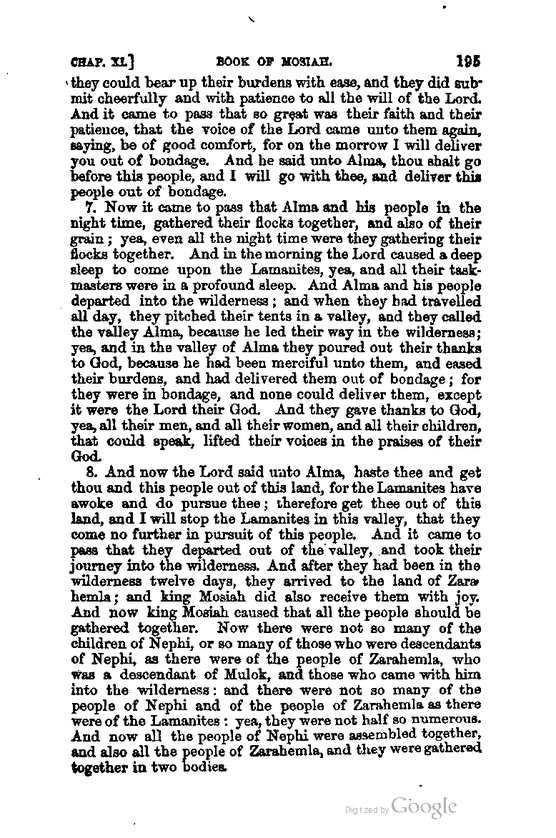 CHAP. XI.] BOOK OF MOSIAH. 195
they could bear up their burdens with ease, and they did sub-
mit cheerfully and with patience to all the will of the Lord.
And it came to pass that so great was their faith and their
patience, that the voice of the Lord came unto them again,
saying, be of good comfort, for on the morrow I will deliver
you out of bondage. And he said unto Alma, thou shalt go
before this people, and I will go with thee, and deliver this
people out of bondage.
7. Now it came to pass that Alma and his people in the
night time, gathered their flocks together, and also of their
grain; yea, even all the night time were they gathering their
flocks together. And in the morning the Lord caused a deep
sleep to come upon the Lamanites, yea, and all their task-
masters were in a profound sleep. And Alma and his people
departed into the wilderness; and when they had travelled
all day, they pitched their tents in a valley, and they called
the valley Alma, because he led their way in the wilderness;
yea, and in the valley of Alma they poured out their thanks
to God, because he had been merciful unto them, and eased
their burdens, and had delivered them out of bondage; for
they were in bondage, and none could deliver them, except
it were the Lord their God. And they gave thanks to God,
yea, all their men, and all their women, and all their children,
that could speak, lifted their voices in the praises of their
God.
8. And now the Lord said unto Alma, haste thee and get
thou and this people out of this land, for the Lamanites have
awoke and do pursue thee; therefore get thee out of this
land, and I will stop the Lamanites in this valley, that they
come no further in pursuit of this people. And it came to
pass that they departed out of the valley, and took their
journey into the wilderness. And after they had been in the
wilderness twelve days, they arrived to the land of Zara-
hemla; and king Mosiah did also receive them with joy.
And now king Mosiah caused that all the people should be
gathered together. Now there were not so many of the
children of Nephi, or so many of those who were descendants
of Nephi, as there were of the people of Zarahemla, who
was a descendant of Mulok, and those who came with him
into the wilderness: and there were not so many of the
people of Nephi and of the people of Zarahemla as there
were of the Lamanites: yea, they were not half so numerous.
And now all the people of Nephi were assembled together,
and also all the people of Zarahemla, and they were gathered
together in two bodies.
Digitized by Google